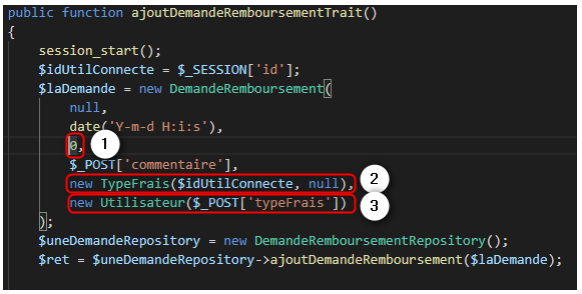 public function ajoutDemandeRemboursementTrait()
{
session_start();
$idUtilConnecte = $_SESSION['id'];
$laDemande = new DemandeRemboursement(
null,
date('Y-m-d H:i:s'),
0, 1
$_POST['commentaire'],
new TypeFrais($idUtilConnecte, null), 2
new Utilisateur($_POST['typeFrais']) 3
);
$uneDemandeRepository = new DemandeRemboursementRepository();
$ret = $uneDemandeRepository->ajoutDemandeRemboursement($laDemande);